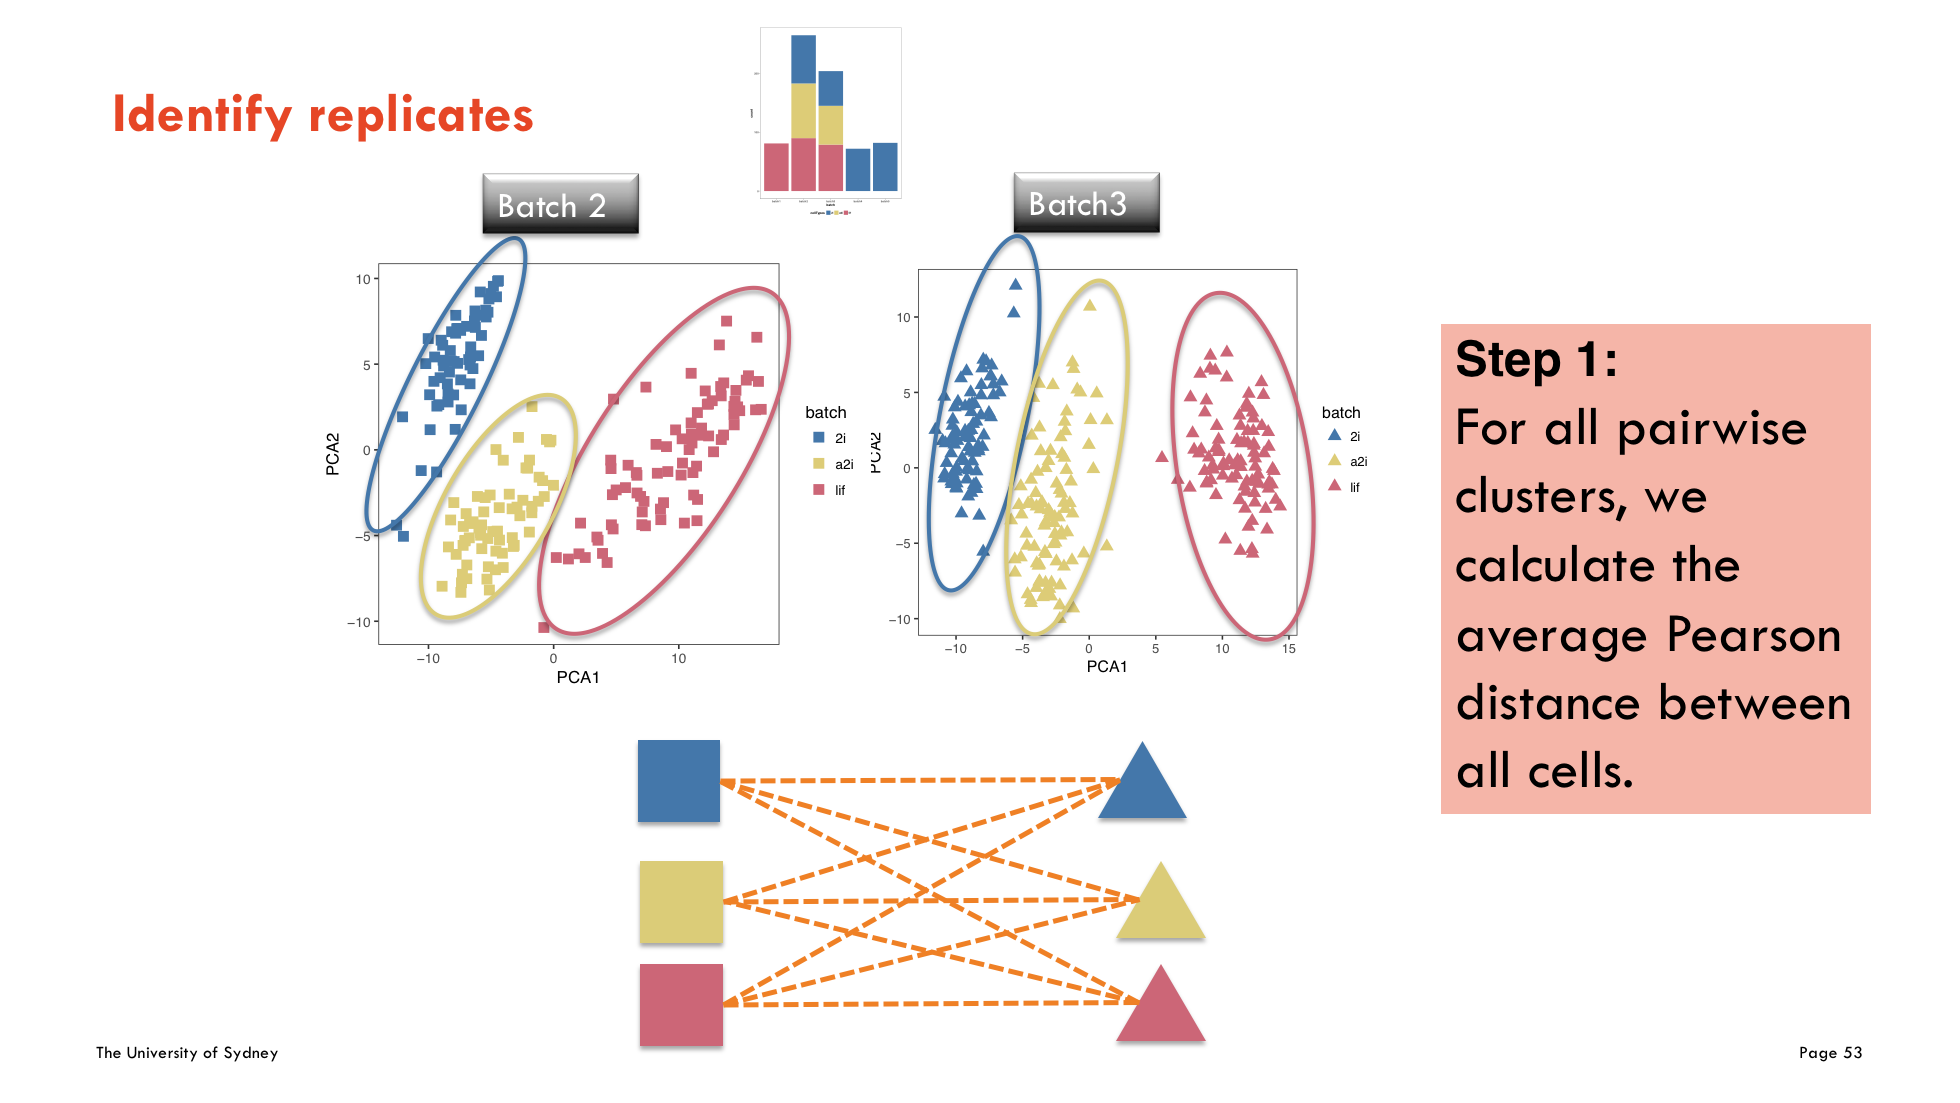 Identify replicates
Batch 2
Batch3
10
5
0
−5
−10
PCA2
−10
0
10
PCA1
batch
2i
a2i
lif
10
5
0
−5
−10
PCA2
−10
−5
0
5
10
15
PCA1
batch
2i
a2i
lif
Step 1:
For all pairwise
clusters, we
calculate the
average Pearson
distance between
all cells.
The University of Sydney
Page 53